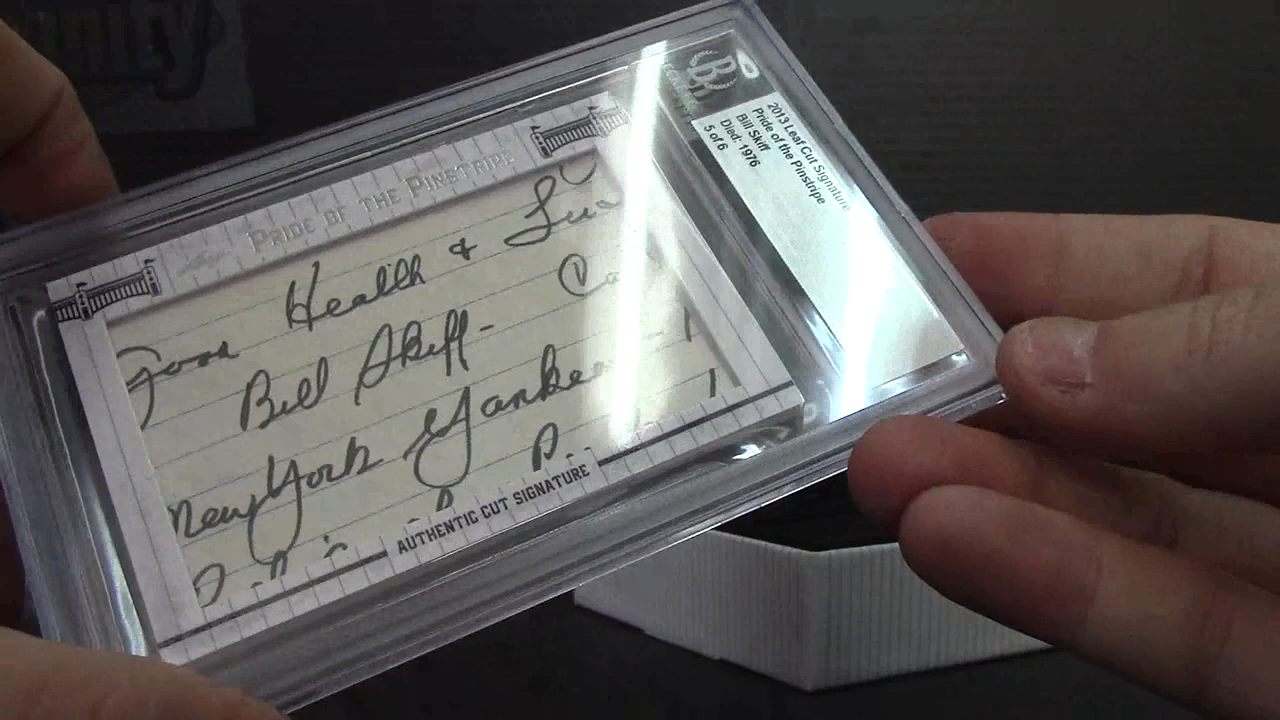 2013 Leaf Cut Signature
Pride of the Pinstripe
Bill Skiff
Died: 1976
5 of 6
PRIDE OF THE PINSTRIPE
Good Health &
Bill Skiff-
New York Yankee
AUTHENTIC CUT SIGNATURE